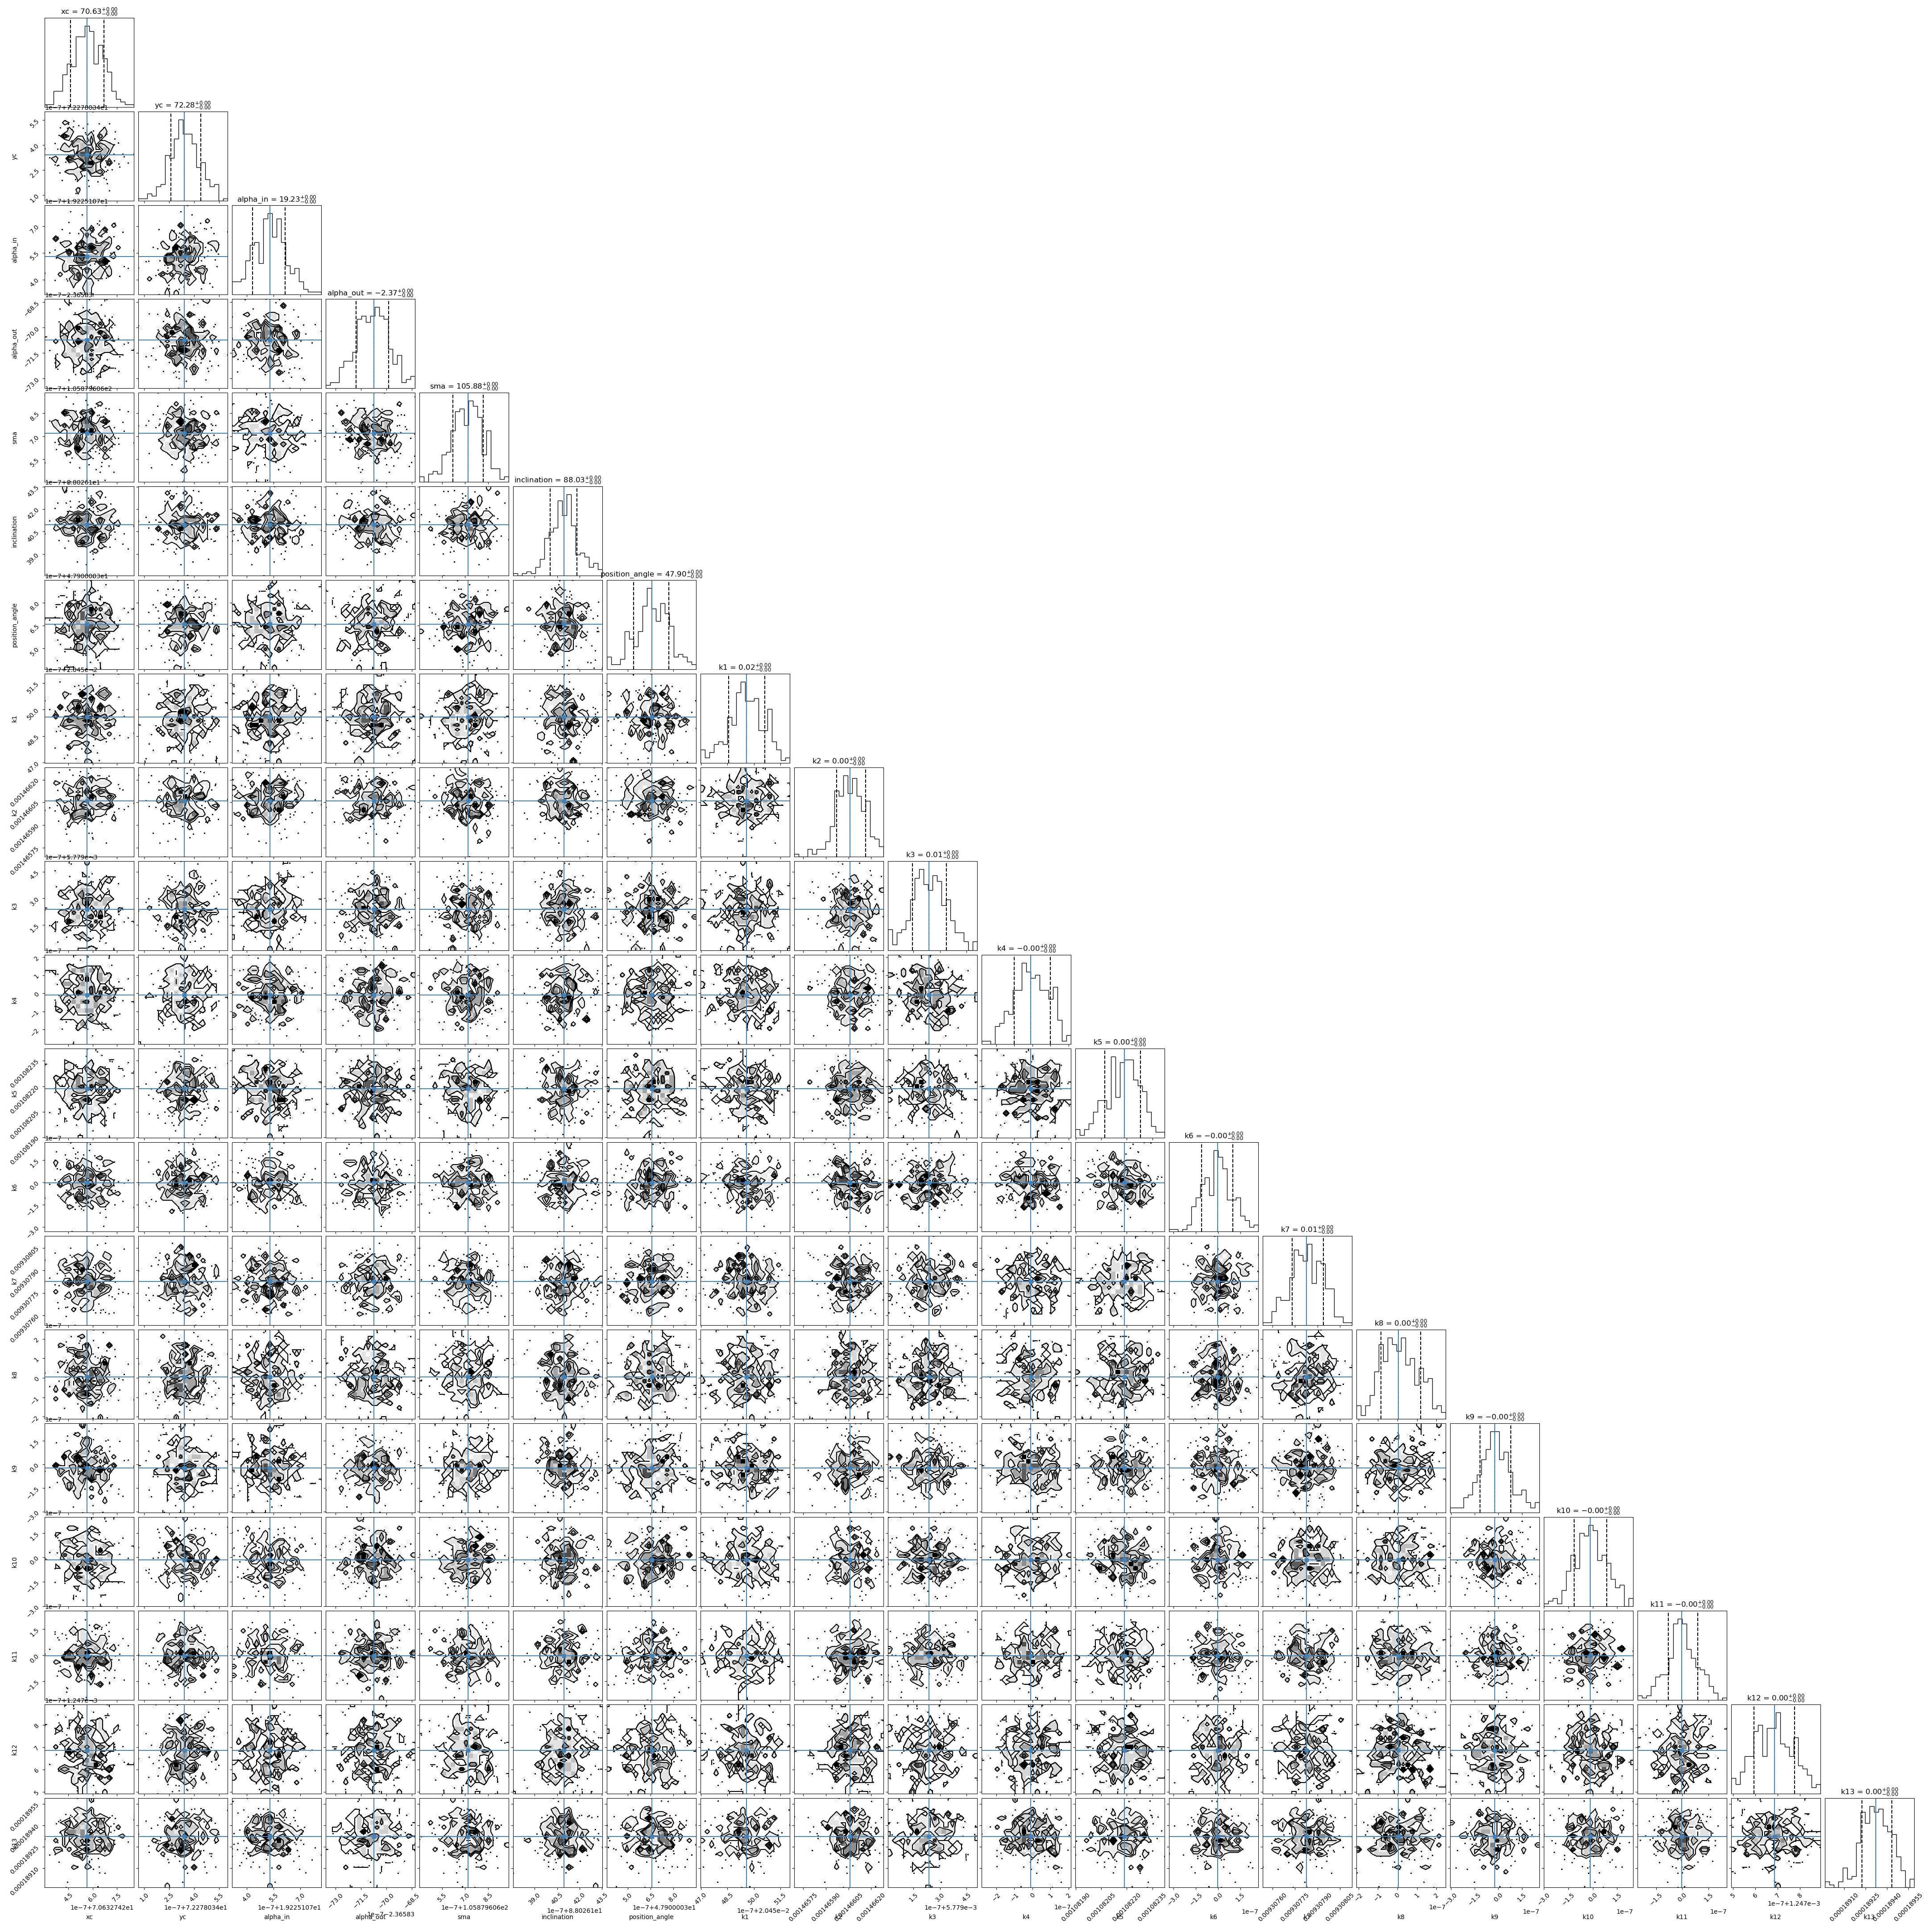 xc = 70.63+0.00−0.00
1e−7+7.2278034e1
yc = 72.28+0.00−0.00
yc
5.5
4.0
2.5
1.0
1e−7+1.9225107e1
alpha_in = 19.23+0.00−0.00
alpha_in
7.0
5.5
4.0
1e−7−2.36583
alpha_out = −2.37+0.00−0.00
alpha_out
−68.5
−70.0
−71.5
−73.0
1e−7+1.05879606e2
sma = 105.88+0.00−0.00
sma
8.5
7.0
5.5
1e−7+8.80261e1
inclination = 88.03+0.00−0.00
inclination
43.5
42.0
40.5
39.0
1e−7+4.7900003e1
position_angle = 47.90+0.00−0.00
position_angle
8.0
6.5
5.0
1e−7+2.045e−2
k1 = 0.02+0.00−0.00
k1
51.5
50.0
48.5
47.0
k2 = 0.00+0.00−0.00
k2
0.00146620
0.00146605
0.00146590
0.00146575
1e−7+5.779e−3
k3 = 0.01+0.00−0.00
k3
4.5
3.0
1.5
1e−7
k4 = −0.00+0.00−0.00
k4
2
1
0
−1
−2
k5 = 0.00+0.00−0.00
k5
0.00108235
0.00108220
0.00108205
0.00108190
1e−7
k6 = −0.00+0.00−0.00
k6
1.5
0.0
−1.5
−3.0
k7 = 0.01+0.00−0.00
k7
0.00930805
0.00930790
0.00930775
0.00930760
1e−7
k8 = 0.00+0.00−0.00
k8
2
1
0
−1
−2
1e−7
k9 = −0.00+0.00−0.00
k9
1.5
0.0
−1.5
−3.0
1e−7
k10 = −0.00+0.00−0.00
k10
1.5
0.0
−1.5
−3.0
1e−7
k11 = −0.00+0.00−0.00
k11
1.5
0.0
−1.5
1e−7+1.247e−3
k12 = 0.00+0.00−0.00
k12
8
7
6
5
k13 = 0.00+0.00−0.00
k13
0.00018955
0.00018940
0.00018925
0.00018910
4.5 6.0 7.5 1.0 2.5 4.0 5.5 4.0 5.5 7.0 −73.0 −71.5 −70.0 −68.5 5.5 7.0 8.5 39.0 40.5 42.0 43.5 5.0 6.5 8.0 47.0 48.5 50.0 51.5 0.00146575 0.00146590 0.00146605 0.00146620 1.5 3.0 4.5 −2 −1 0 1 2 0.00108190 0.00108205 0.00108220 0.00108235 −3.0 −1.5 0.0 1.5 0.00930760 0.00930775 0.00930790 0.00930805 −2 −1 0 1 2 −3.0 −1.5 0.0 1.5 −3.0 −1.5 0.0 1.5 −1.5 0.0 1.5 5 6 7 8 0.00018910 0.00018925 0.00018940 0.00018955
1e−7+7.0632742e1 1e−7+7.2278034e1 1e−7+1.9225107e1 1e−7−2.36583 1e−7+1.05879606e2 1e−7+8.80261e1 1e−7+4.7900003e1 1e−7+2.045e−2 1e−7+5.779e−3 1e−7 1e−7 1e−7 1e−7 1e−7 1e−7 1e−7+1.247e−3
xc yc alpha_in alpha_out sma inclination position_angle k1 k2 k3 k4 k5 k6 k7 k8 k9 k10 k11 k12 k13